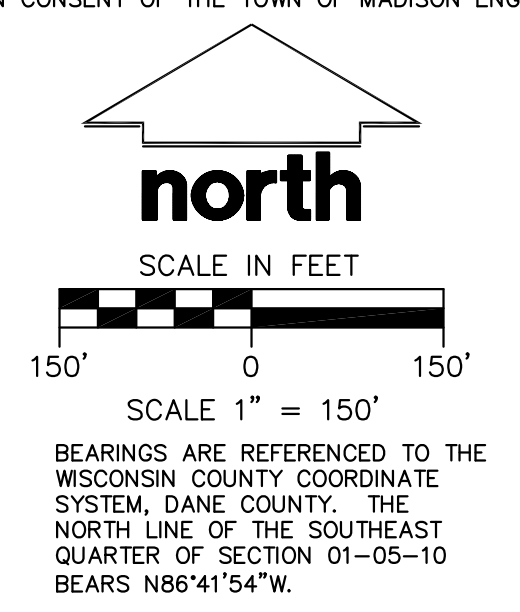 CONSENT OF THE TOWN OF MADISON ENG
north
SCALE IN FEET
150' 0 150'
SCALE 1" = 150'
BEARINGS ARE REFERENCED TO THE
WISCONSIN COUNTY COORDINATE
SYSTEM, DANE COUNTY.  THE
NORTH LINE OF THE SOUTHEAST
QUARTER OF SECTION 01-05-10
BEARS N86°41'54"W.